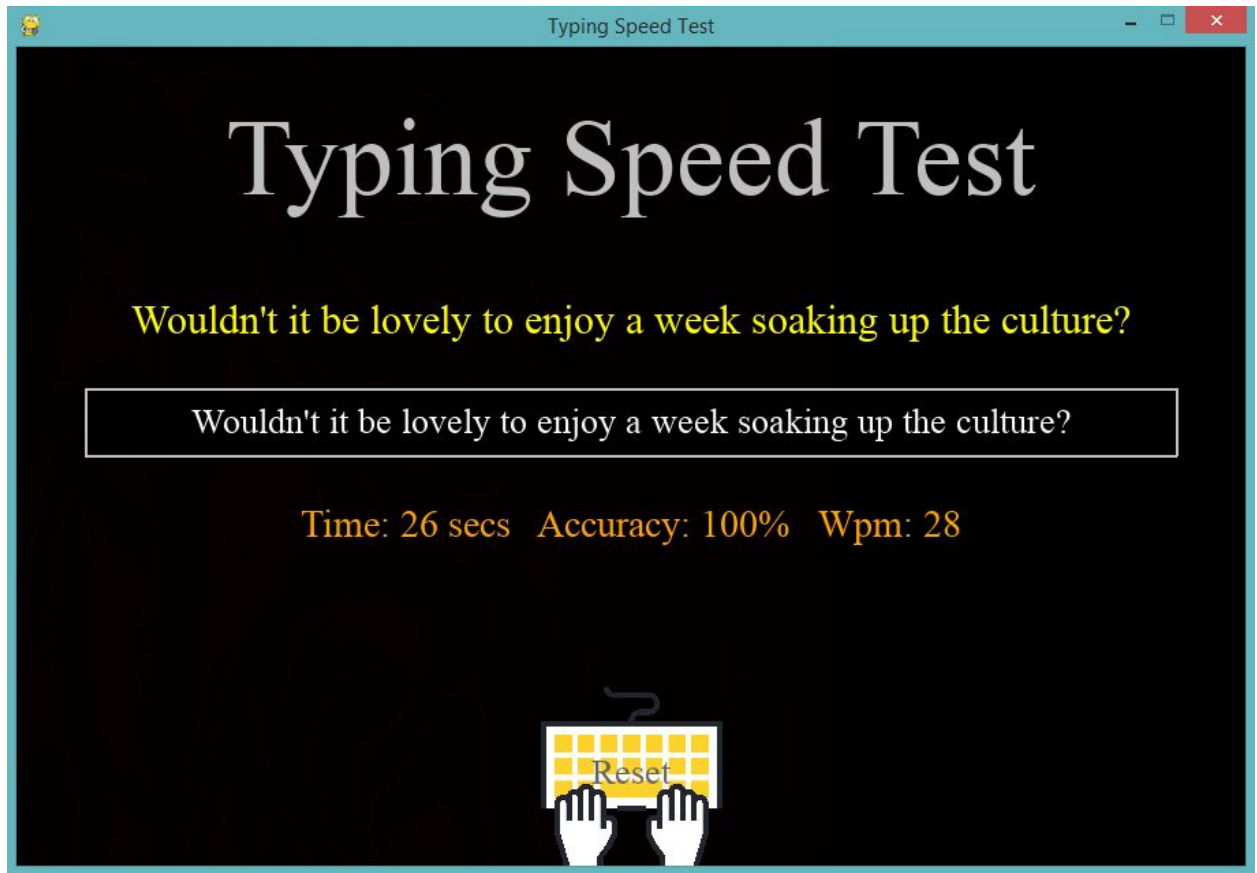 Typing Speed Test
Typing Speed Test
Wouldn't it be lovely to enjoy a week soaking up the culture?
Wouldn't it be lovely to enjoy a week soaking up the culture?
Time: 26 secs Accuracy: 100% Wpm: 28
Reset